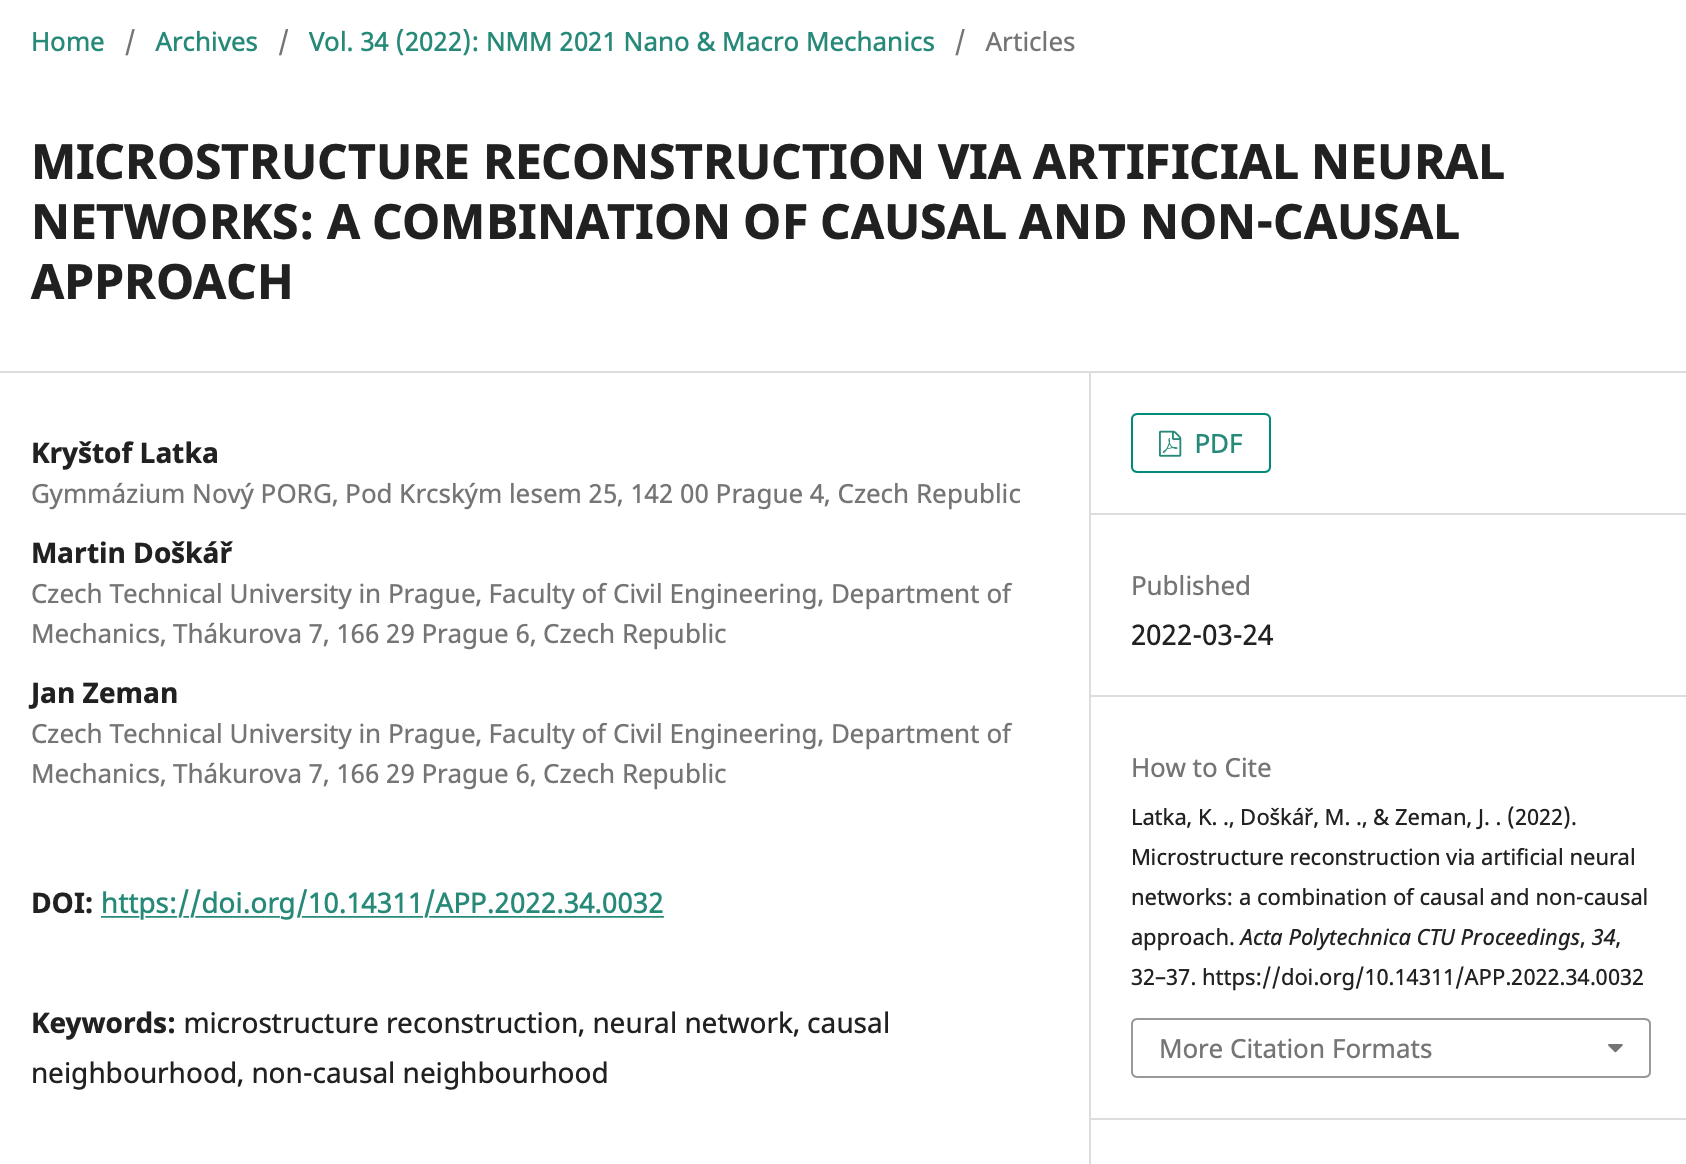 Home / Archives / Vol. 34 (2022): NMM 2021 Nano & Macro Mechanics / Articles
MICROSTRUCTURE RECONSTRUCTION VIA ARTIFICIAL NEURAL
NETWORKS: A COMBINATION OF CAUSAL AND NON-CAUSAL
APPROACH
Kryštof Latka
Gymmázium Nový PORG, Pod Krcským lesem 25, 142 00 Prague 4, Czech Republic
Martin Doškář
Czech Technical University in Prague, Faculty of Civil Engineering, Department of
Mechanics, Thákurova 7, 166 29 Prague 6, Czech Republic
Jan Zeman
Czech Technical University in Prague, Faculty of Civil Engineering, Department of
Mechanics, Thákurova 7, 166 29 Prague 6, Czech Republic
DOI: https://doi.org/10.14311/APP.2022.34.0032
Keywords: microstructure reconstruction, neural network, causal
neighbourhood, non-causal neighbourhood
PDF
Published
2022-03-24
How to Cite
Latka, K. ., Doškář, M. ., & Zeman, J. . (2022).
Microstructure reconstruction via artificial neural
networks: a combination of causal and non-causal
approach. Acta Polytechnica CTU Proceedings, 34,
32–37. https://doi.org/10.14311/APP.2022.34.0032
More Citation Formats